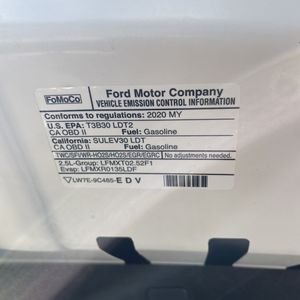 FoMoCo
Ford Motor Company
VEHICLE EMISSION CONTROL INFORMATION
Conforms to regulations: 2020 MY
U.S. EPA: T3B30 LDT2
CA OBD II Fuel: Gasoline
California: SULEV30 LDT
CA OBD II Fuel: Gasoline
TWC/SFI/WR-HO2S/HO2S/EGR/EGRC No adjustments needed.
2.5L-Group: LFMXT02.52F1
Evap: LFMXR0135LDF
LW7E-9C485-E D V